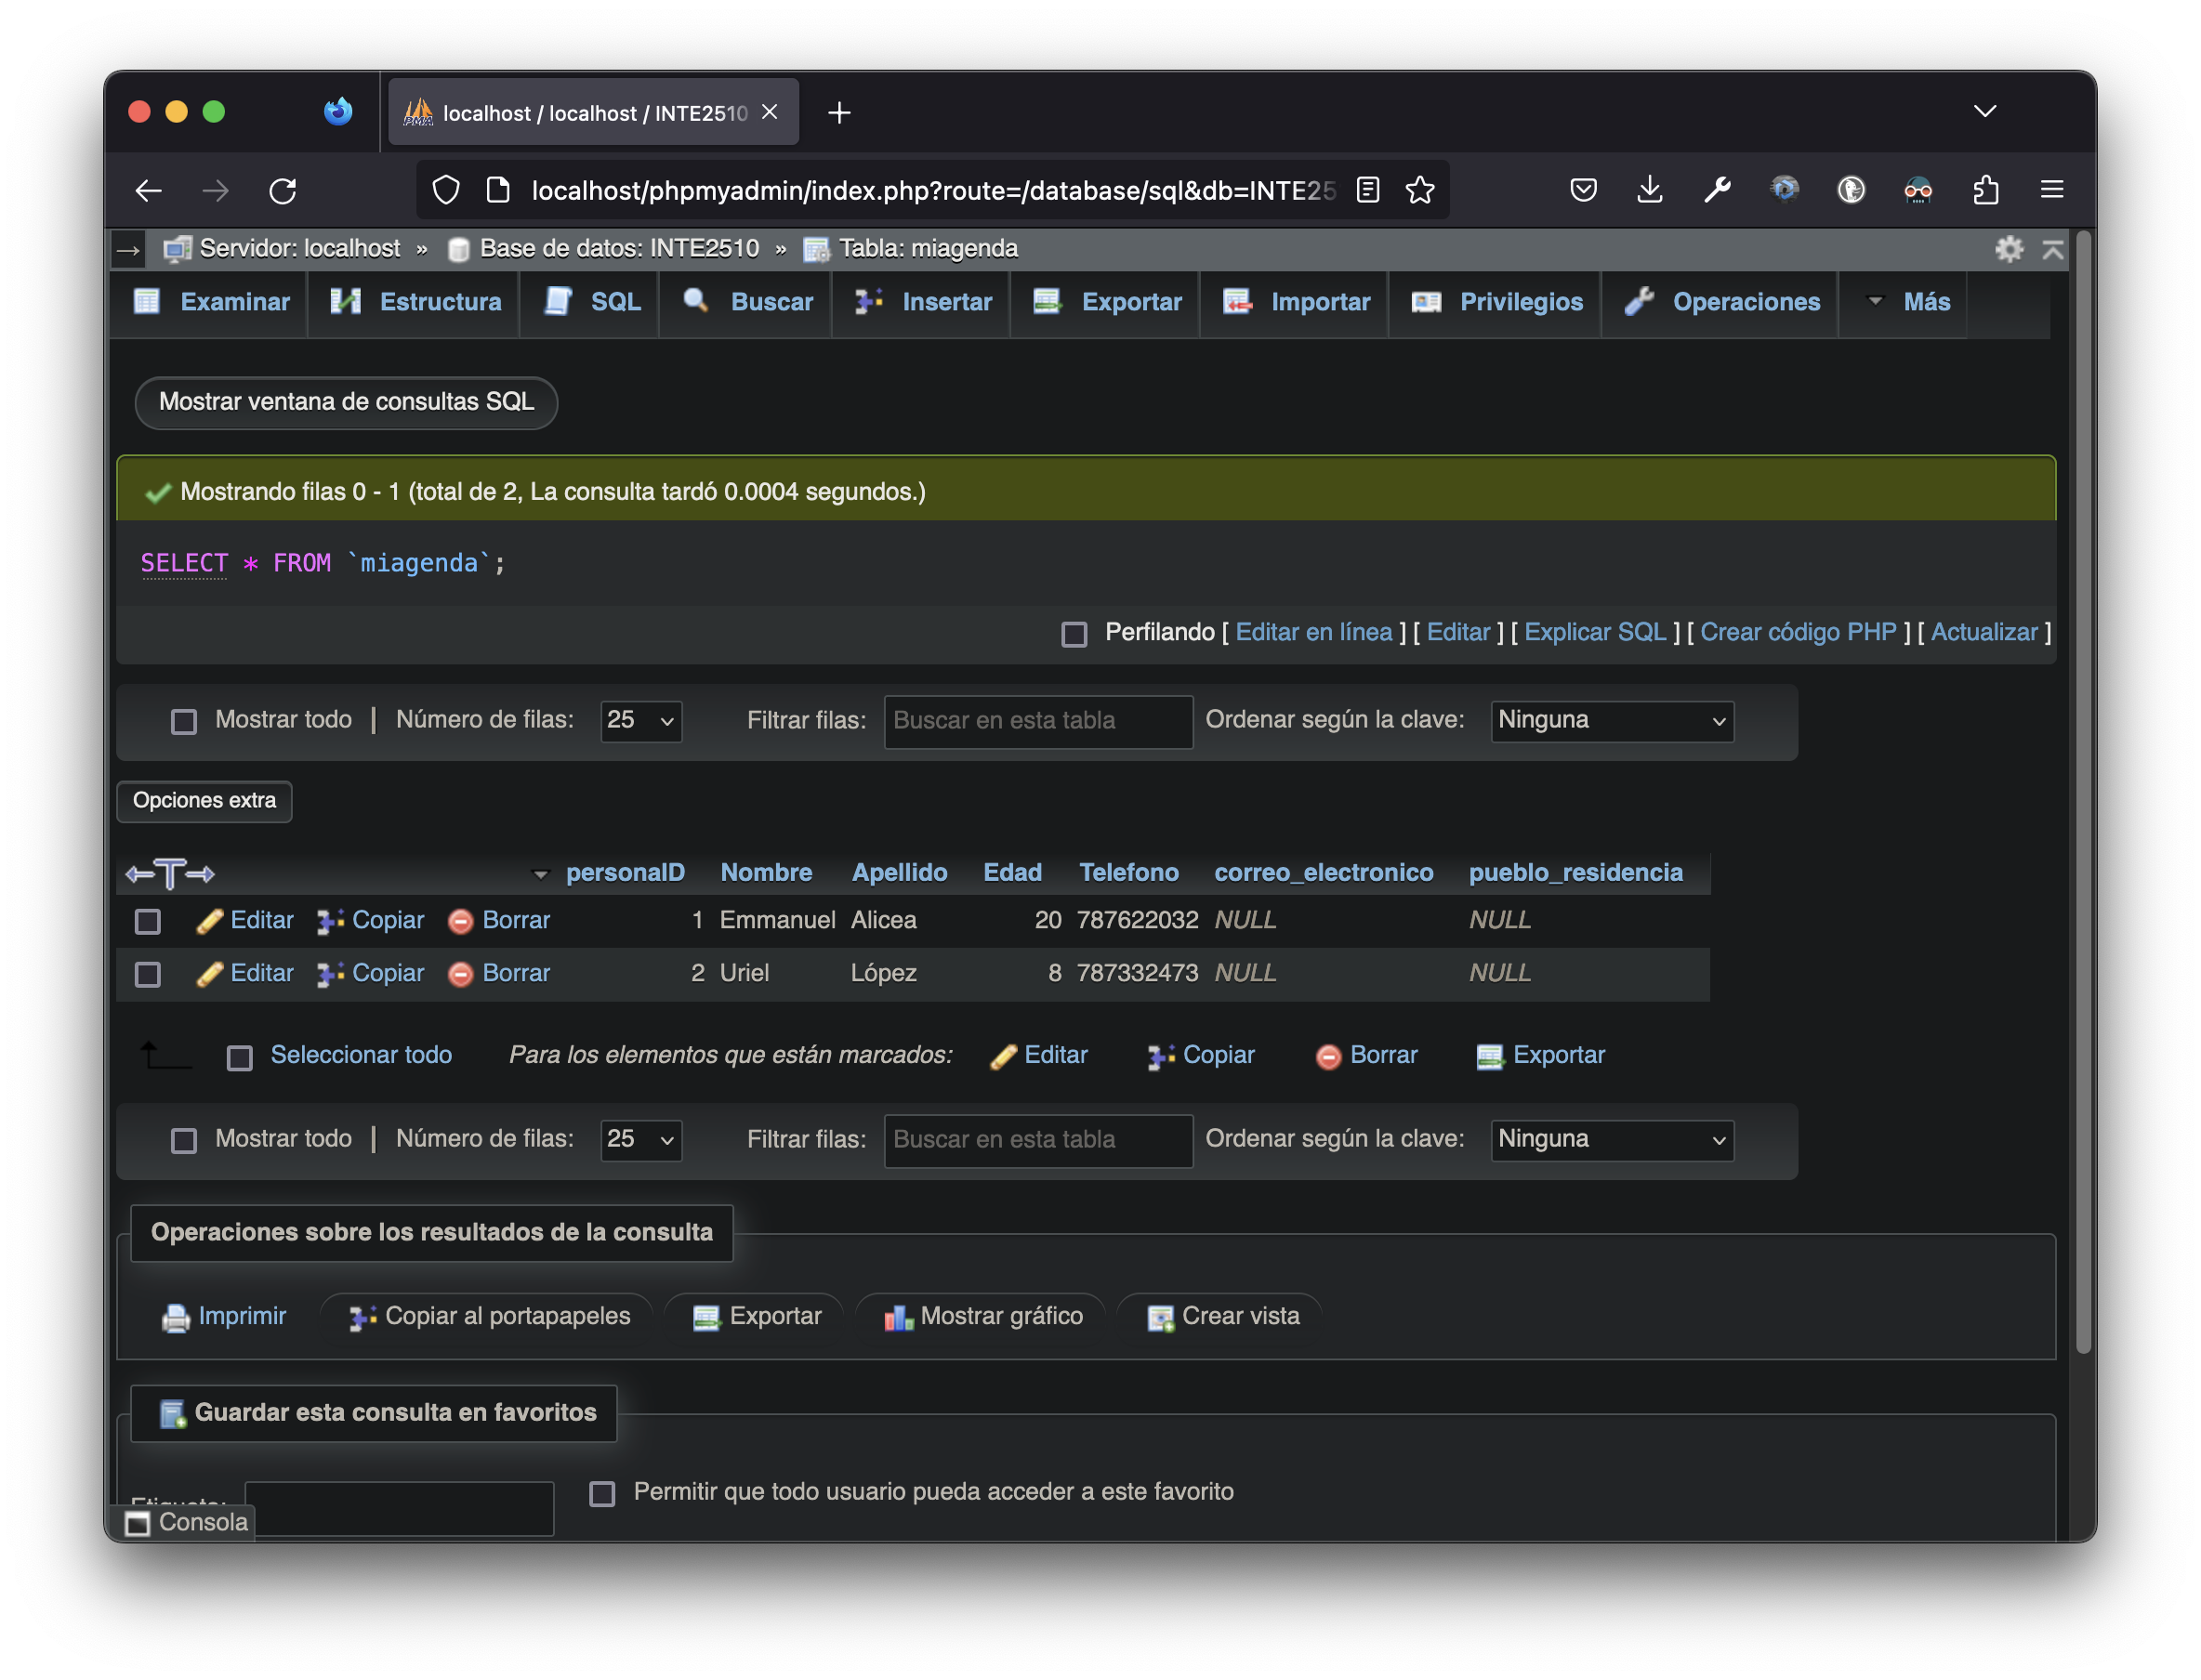 localhost / localhost / INTE2510
localhost/phpmyadmin/index.php?route=/database/sql&db=INTE25
Servidor: localhost » Base de datos: INTE2510 » Tabla: miagenda
Examinar Estructura SQL Buscar Insertar Exportar Importar Privilegios Operaciones Más
Mostrar ventana de consultas SQL
Mostrando filas 0 - 1 (total de 2, La consulta tardó 0.0004 segundos.)
SELECT * FROM `miagenda`;
Perfilando [ Editar en línea ] [ Editar ] [ Explicar SQL ] [ Crear código PHP ] [ Actualizar ]
Mostrar todo | Número de filas: 25 Filtrar filas: Buscar en esta tabla Ordenar según la clave: Ninguna
Opciones extra
←T→ personaID Nombre Apellido Edad Telefono correo_electronico pueblo_residencia
Editar Copiar Borrar 1 Emmanuel Alicea 20 787622032 NULL NULL
Editar Copiar Borrar 2 Uriel López 8 787332473 NULL NULL
Seleccionar todo Para los elementos que están marcados: Editar Copiar Borrar Exportar
Mostrar todo | Número de filas: 25 Filtrar filas: Buscar en esta tabla Ordenar según la clave: Ninguna
Operaciones sobre los resultados de la consulta
Imprimir Copiar al portapapeles Exportar Mostrar gráfico Crear vista
Guardar esta consulta en favoritos
Etiqueta: Permitir que todo usuario pueda acceder a este favorito
Consola